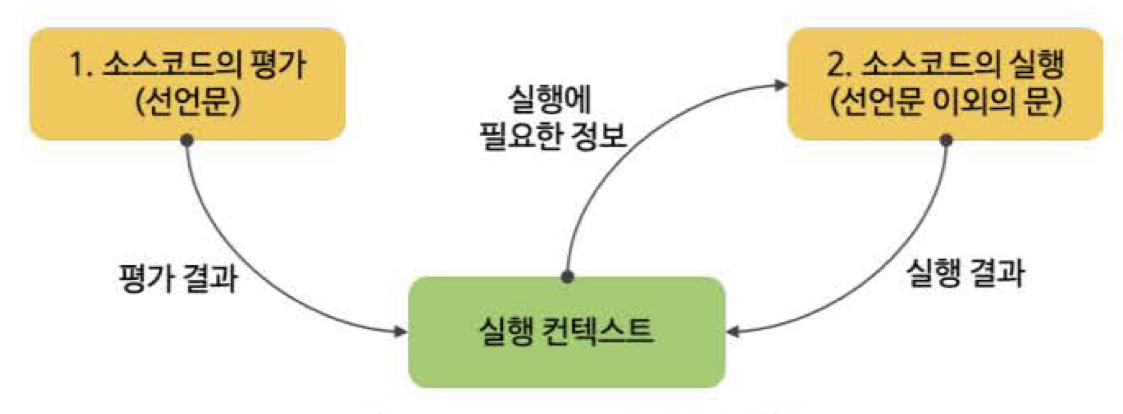 1. 소스코드의 평가
(선언문)
실행에
필요한 정보
2. 소스코드의 실행
(선언문 이외의 문)
평가 결과
실행 결과
실행 컨텍스트